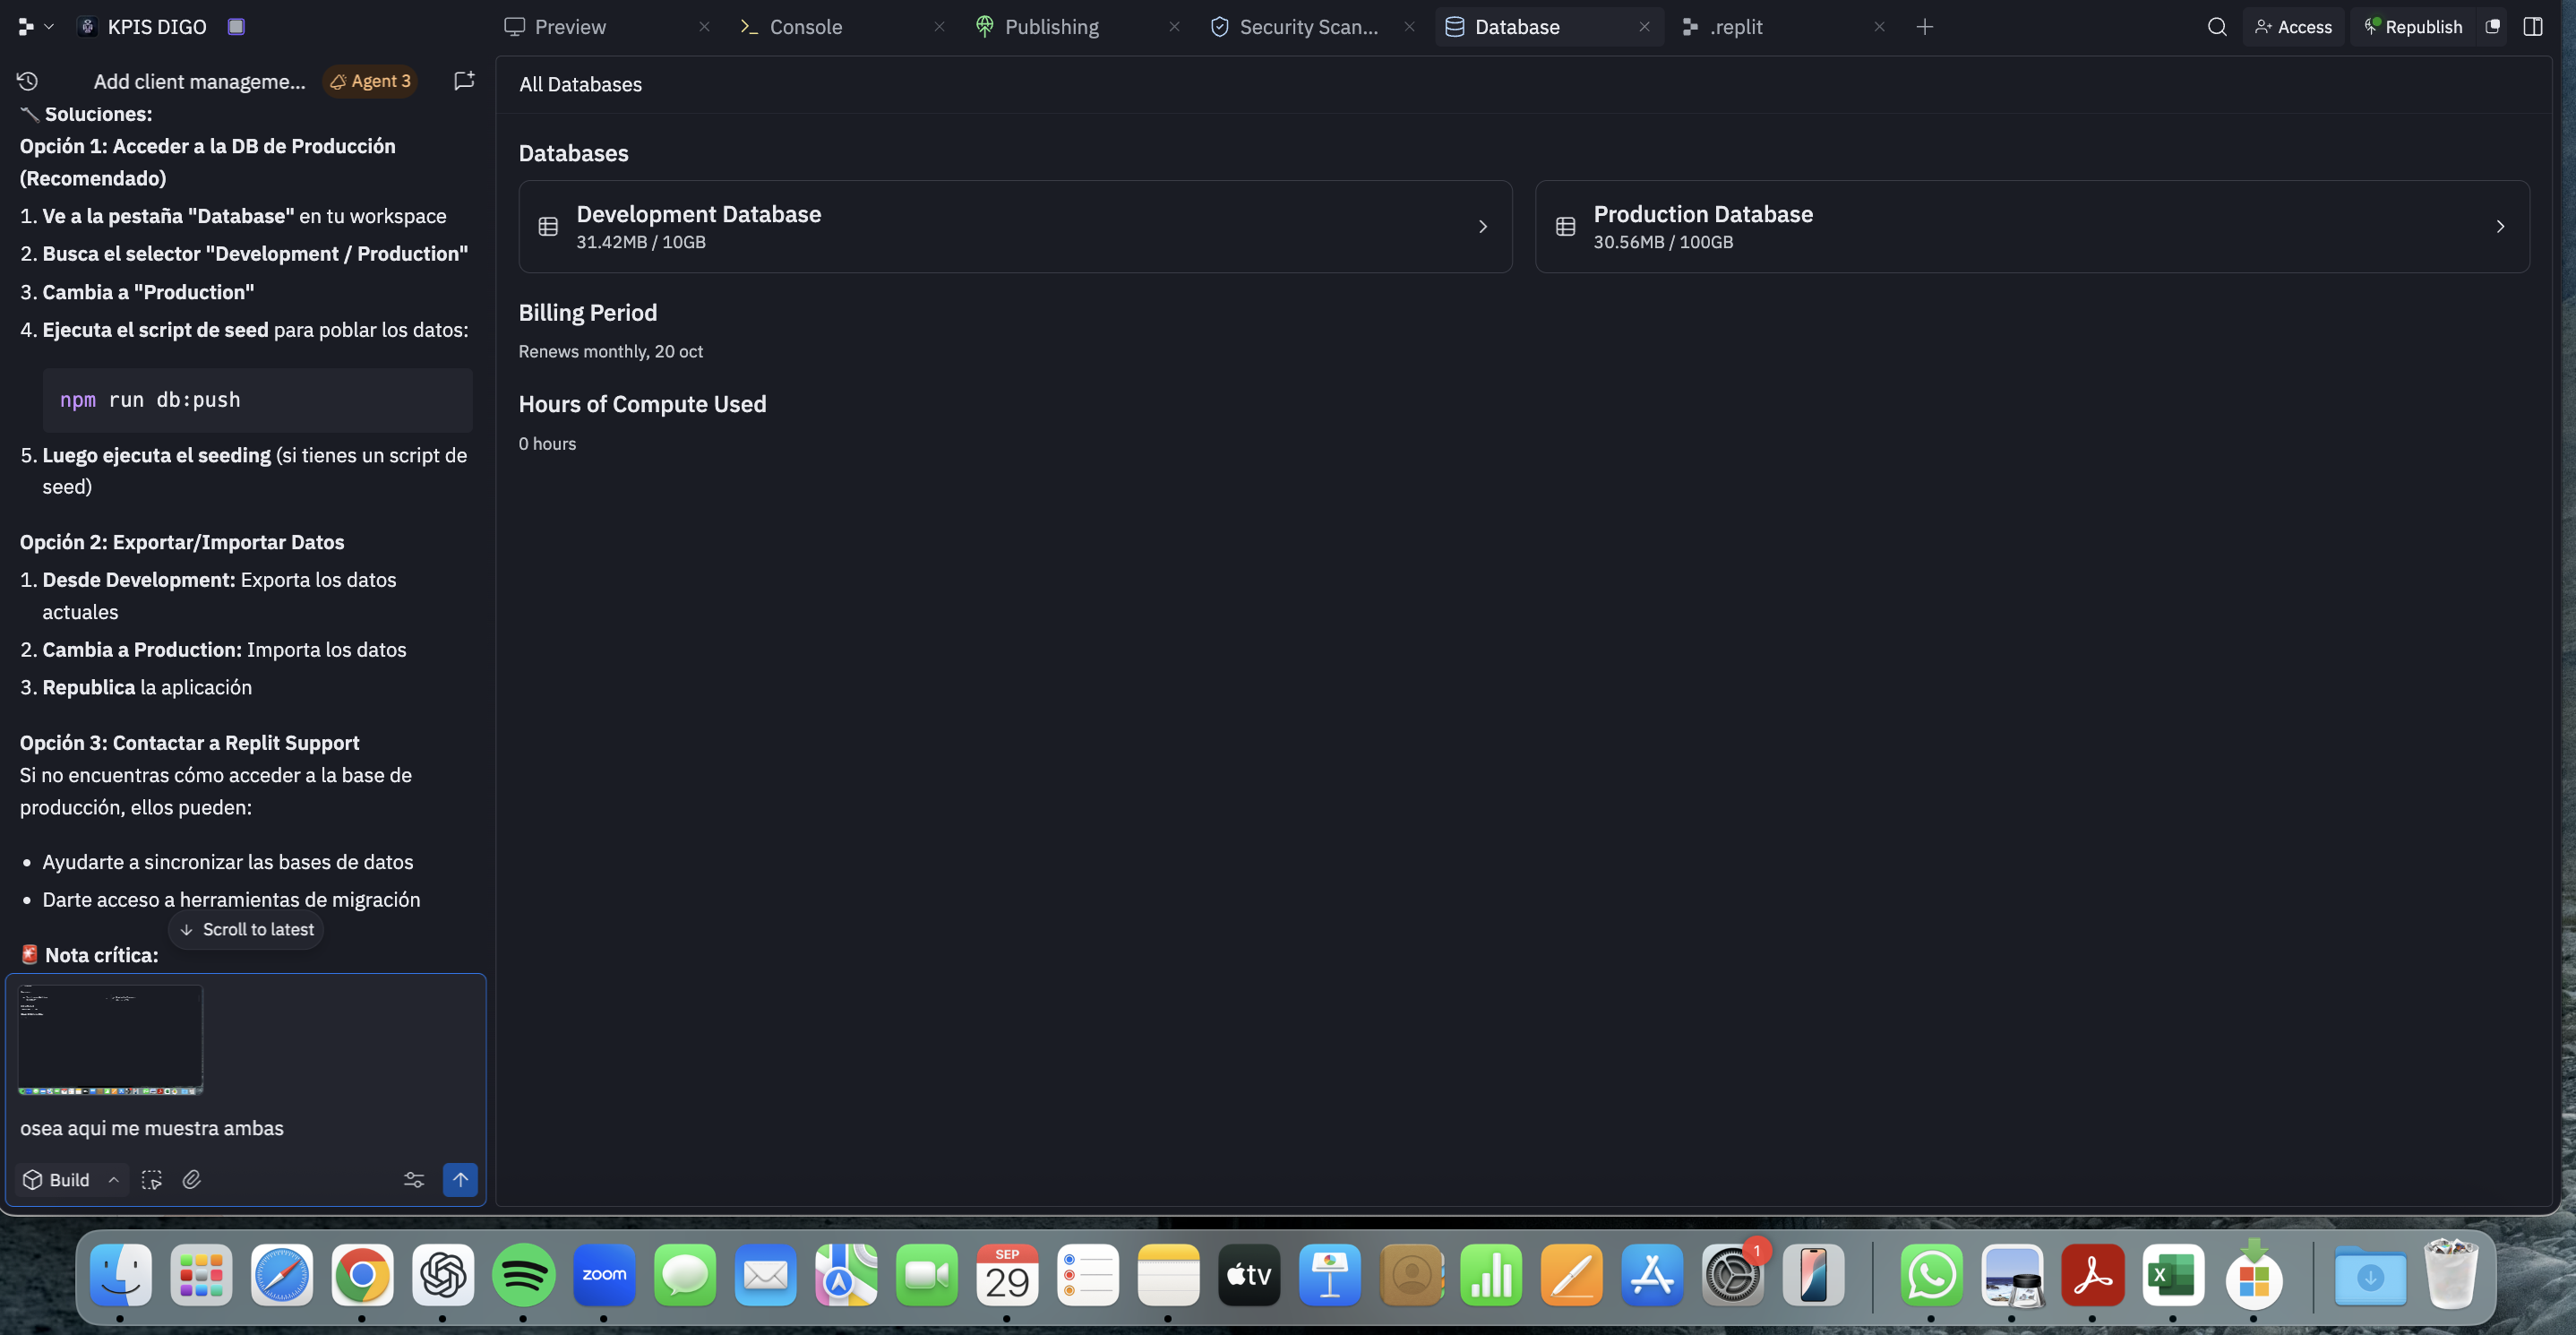 KPIS DIGO
Preview
Console
Publishing
Security Scan...
Database
.replit
Access
Republish
Add client manageme...
Agent 3
Soluciones:
Opción 1: Acceder a la DB de Producción
(Recomendado)
1. Ve a la pestaña "Database" en tu workspace
2. Busca el selector "Development / Production"
3. Cambia a "Production"
4. Ejecuta el script de seed para poblar los datos:
npm run db:push
5. Luego ejecuta el seeding (si tienes un script de
seed)
Opción 2: Exportar/Importar Datos
1. Desde Development: Exporta los datos
actuales
2. Cambia a Production: Importa los datos
3. Republica la aplicación
Opción 3: Contactar a Replit Support
Si no encuentras cómo acceder a la base de
producción, ellos pueden:
• Ayudarte a sincronizar las bases de datos
• Darte acceso a herramientas de migración
Scroll to latest
Nota crítica:
osea aqui me muestra ambas
Build
All Databases
Databases
Development Database
31.42MB / 10GB
Production Database
30.56MB / 100GB
Billing Period
Renews monthly, 20 oct
Hours of Compute Used
0 hours
zoom
SEP
29
tv
1
X